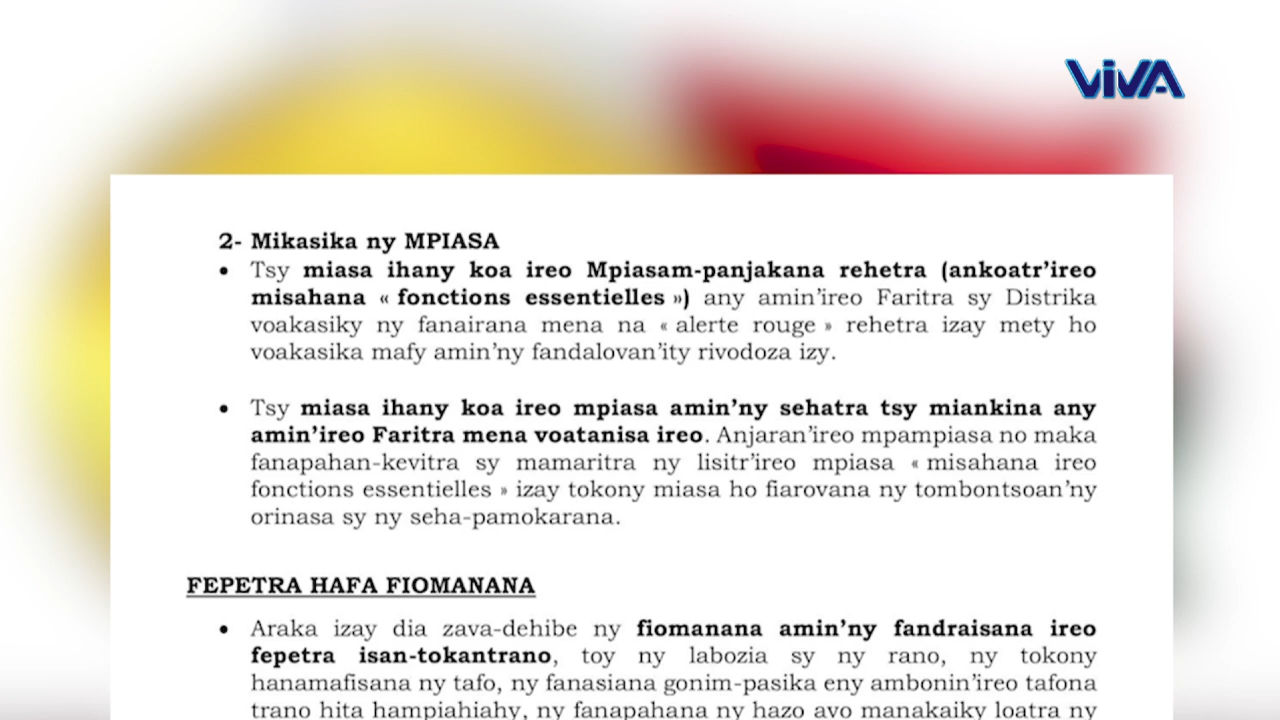 ViVA
2- Mikasika ny MPIASA
• Tsy miasa ihany koa ireo Mpiasam-panjakana rehetra (ankoatr’ireo
misahana « fonctions essentielles ») any amin’ireo Faritra sy Distrika
voakasiky ny fanairana mena na « alerte rouge » rehetra izay mety ho
voakasika mafy amin’ny fandalovan’ity rivodoza izy.
• Tsy miasa ihany koa ireo mpiasa amin’ny sehatra tsy miankina any
amin’ireo Faritra mena voatanisa ireo. Anjaran’ireo mpampiasa no maka
fanapahan-kevitra sy mamaritra ny lisitr’ireo mpiasa « misahana ireo
fonctions essentielles » izay tokony miasa ho fiarovana ny tombontsoan’ny
orinasa sy ny seha-pamokarana.
FEPETRA HAFA FIOMANANA
• Araka izay dia zava-dehibe ny fiomanana amin’ny fandraisana ireo
fepetra isan-tokantrano, toy ny labozia sy ny rano, ny tokony
hanamafisana ny tafo, ny fanasiana gonim-pasika eny ambonin’ireo tafona
trano hita hampiahiahy, ny fanapahana ny hazo avo manakaiky loatra ny